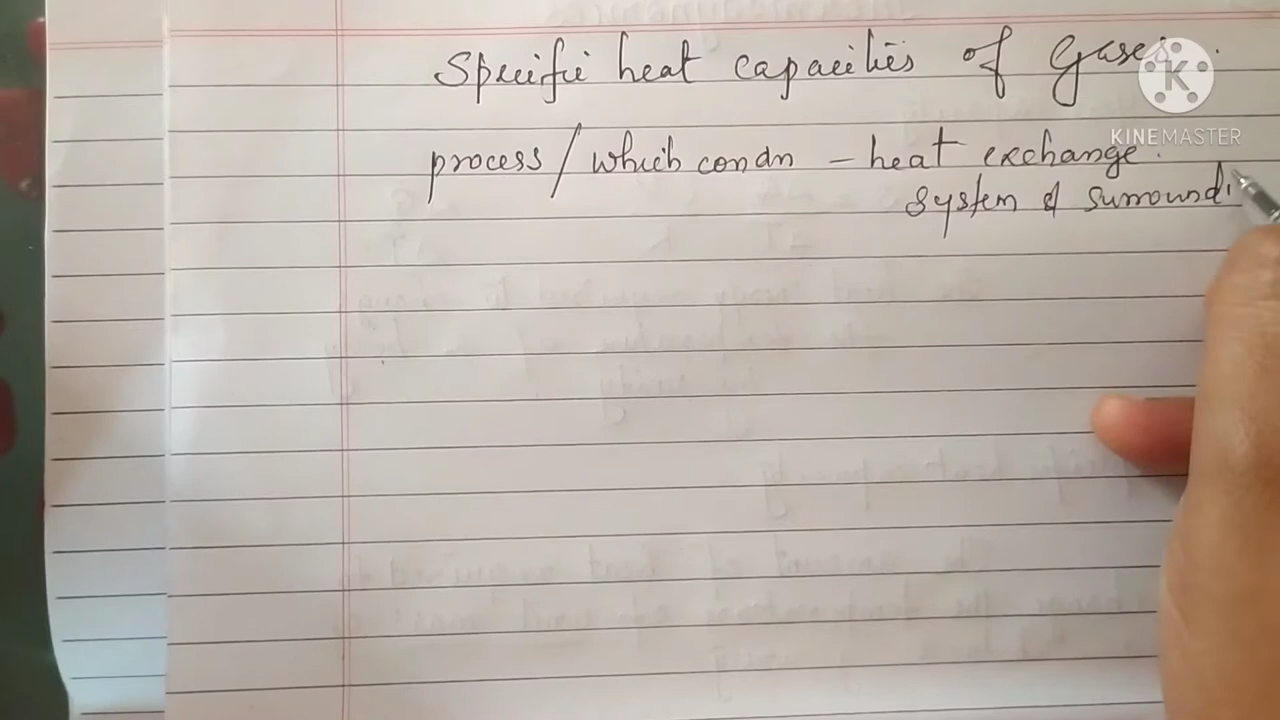 Specific heat capacities of Gases.
K
KINEMASTER
process / which condn – heat exchange.
system & surroundi